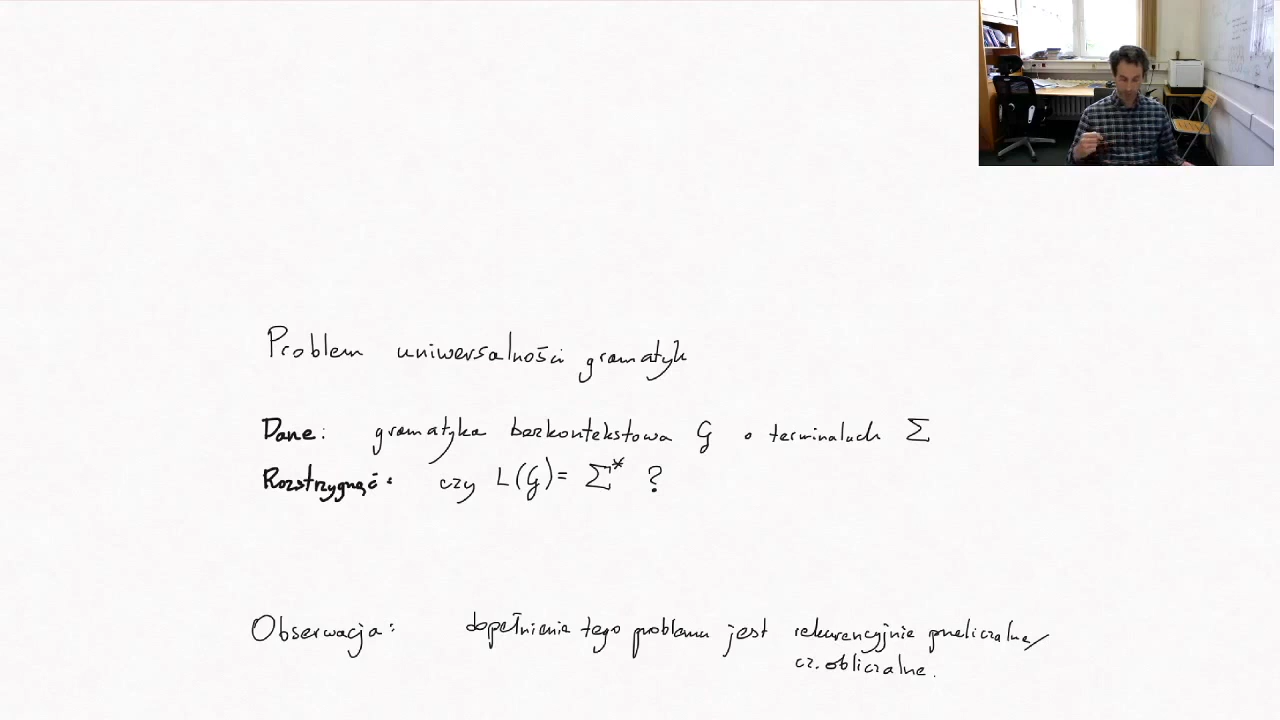 Problem uniwersalności gramatyk
Dane: gramatyka bezkontekstowa G o terminalach Σ
Rozstrzygnąć: czy L(G) = Σ* ?
Obserwacja: dopełnienie tego problemu jest rekurencyjnie przeliczalne/
cz. obliczalne.